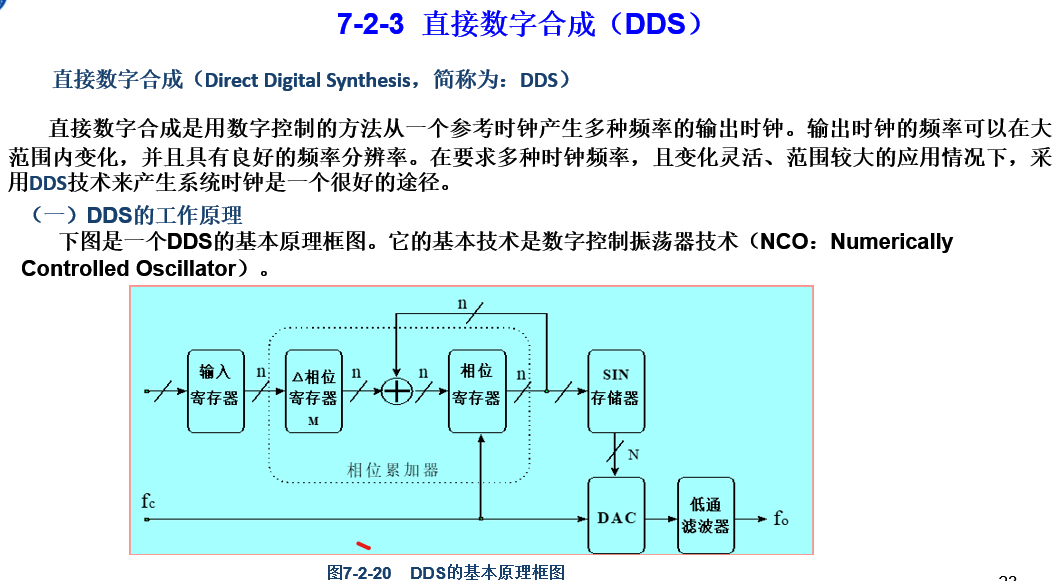 7-2-3 直接数字合成（DDS）
直接数字合成（Direct Digital Synthesis，简称为：DDS）
直接数字合成是用数字控制的方法从一个参考时钟产生多种频率的输出时钟。输出时钟的频率可以在大
范围内变化，并且具有良好的频率分辨率。在要求多种时钟频率，且变化灵活、范围较大的应用情况下，采
用DDS技术来产生系统时钟是一个很好的途径。
（一）DDS的工作原理
下图是一个DDS的基本原理框图。它的基本技术是数字控制振荡器技术（NCO：Numerically
Controlled Oscillator）。
n
输入
寄存器
n
△相位
寄存器
M
n
n
相位
寄存器
n
SIN
存储器
相位累加器
N
fc
DAC
低通
滤波器
fo
图7-2-20 DDS的基本原理框图